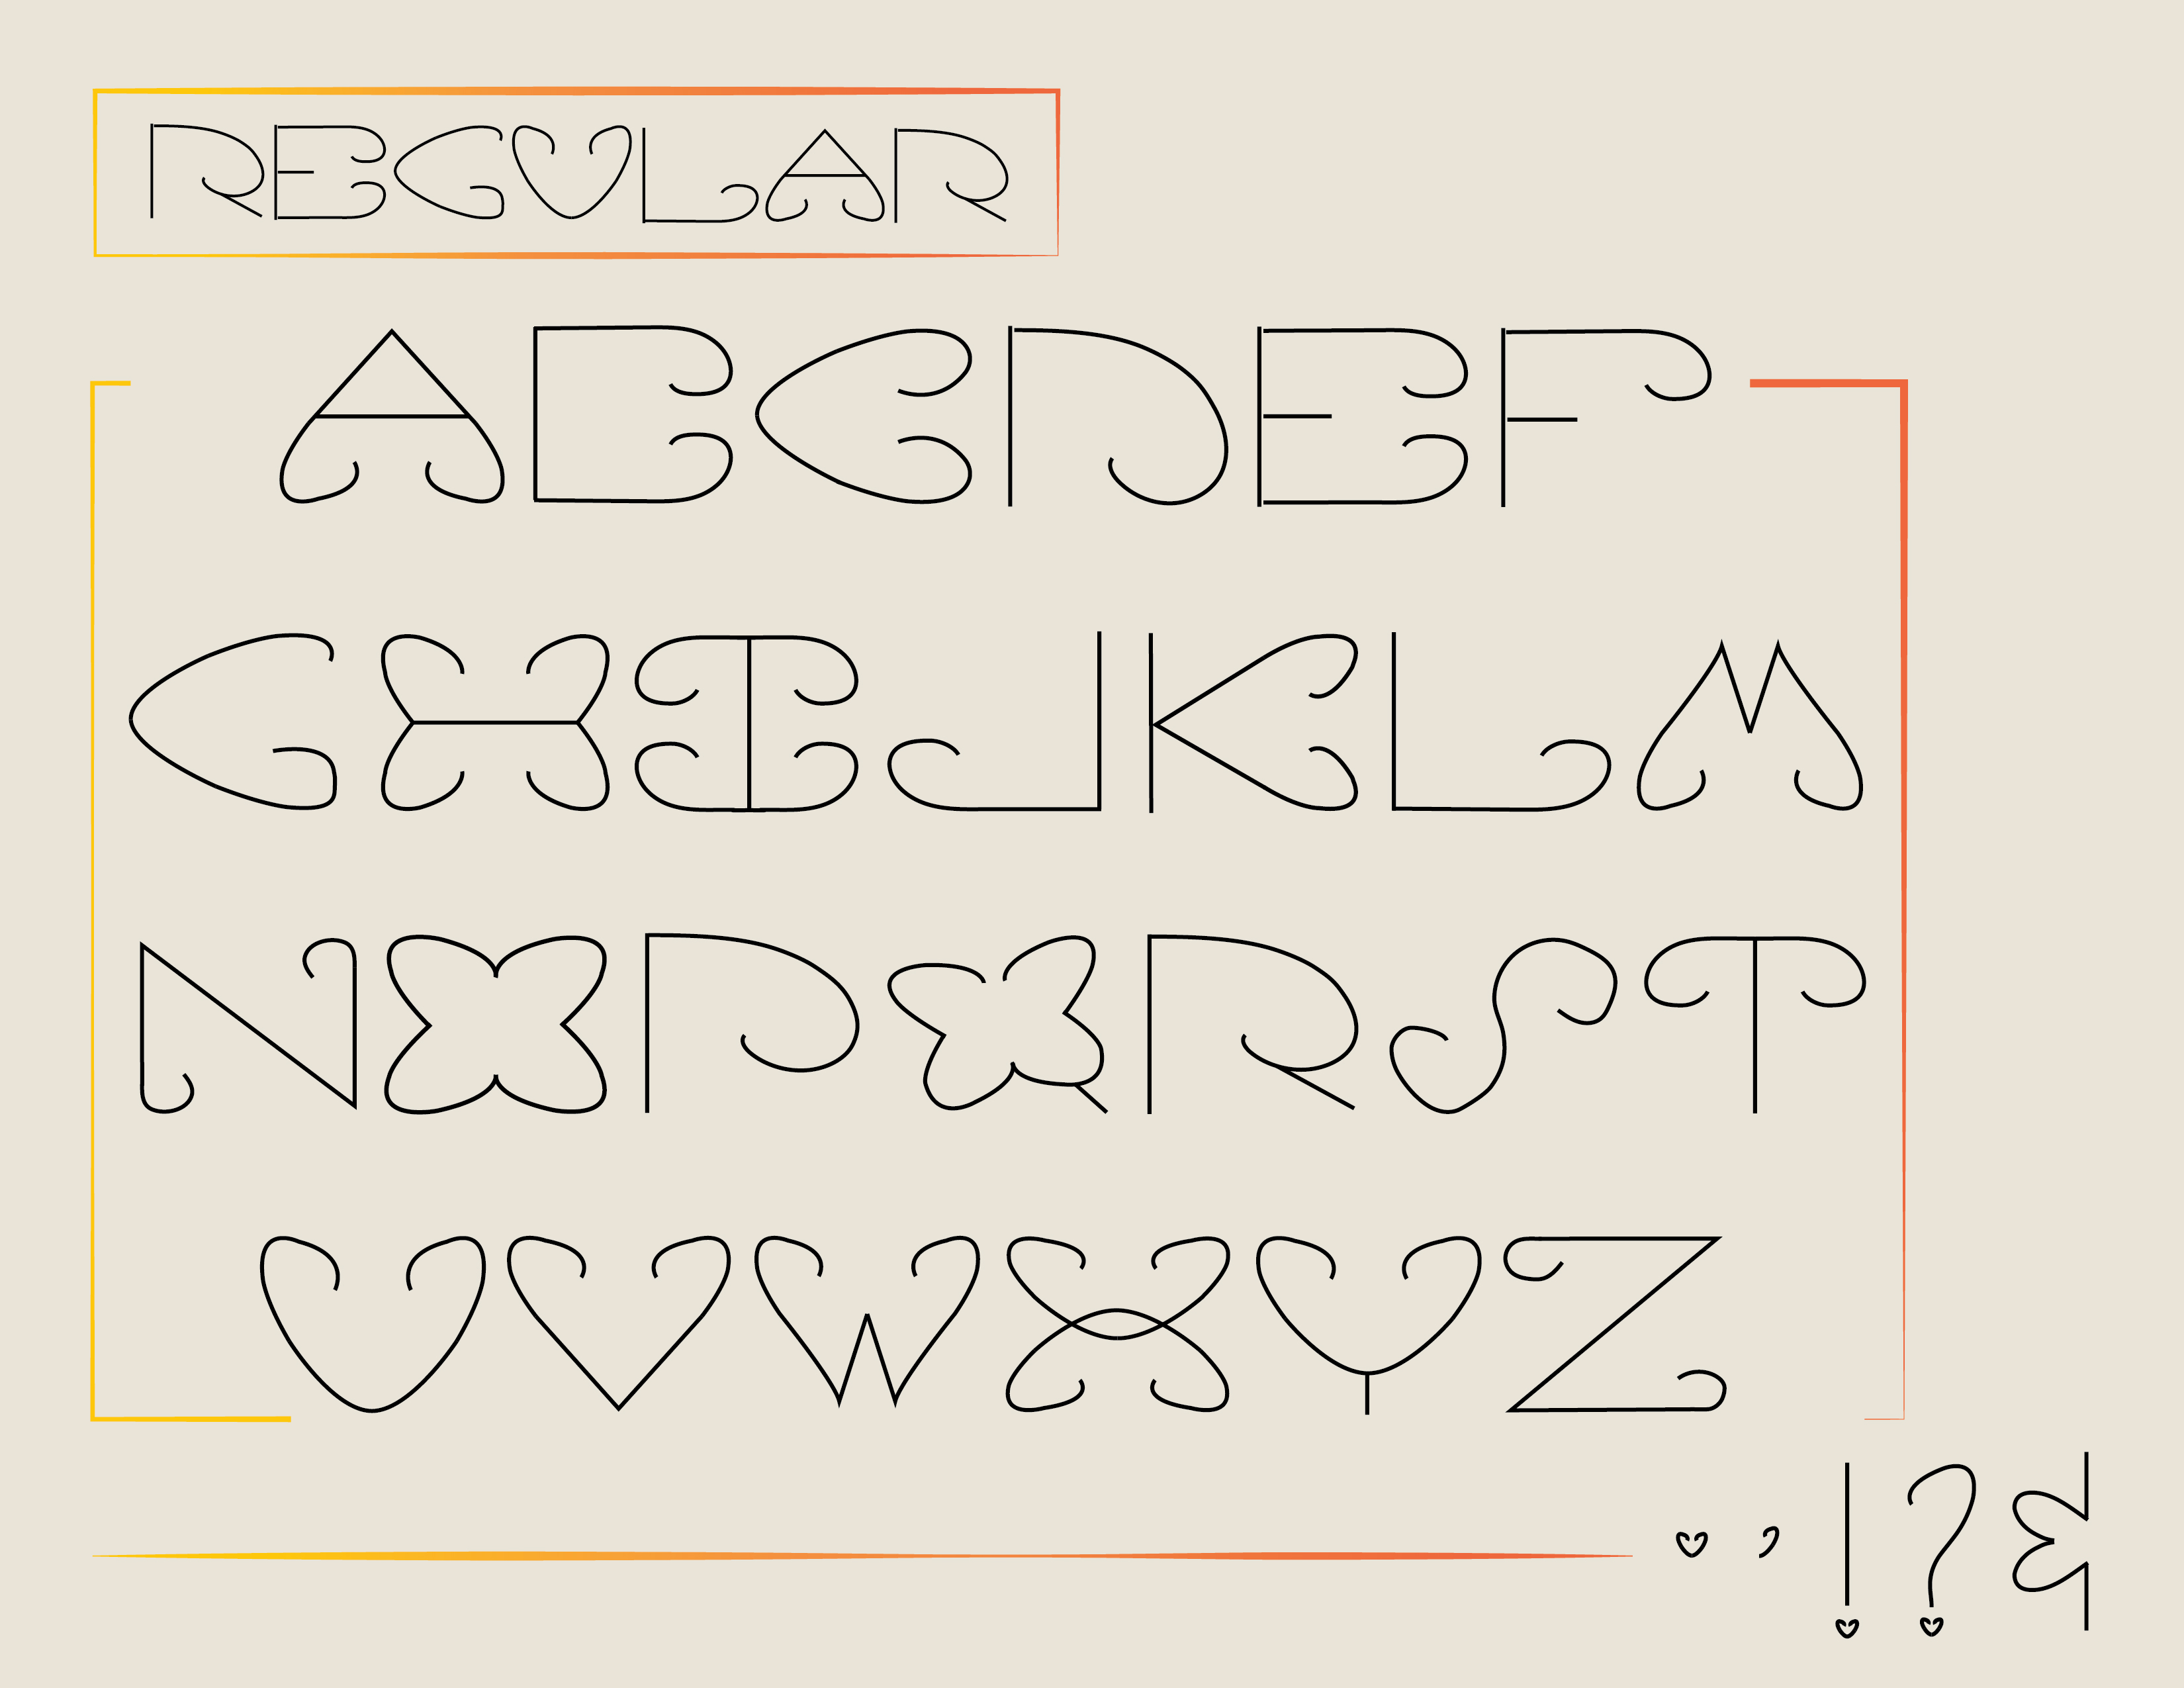 REGULAR
ABCDEF
GHIJKLM
NOPQRST
UVWXYZ
. , ! ? &